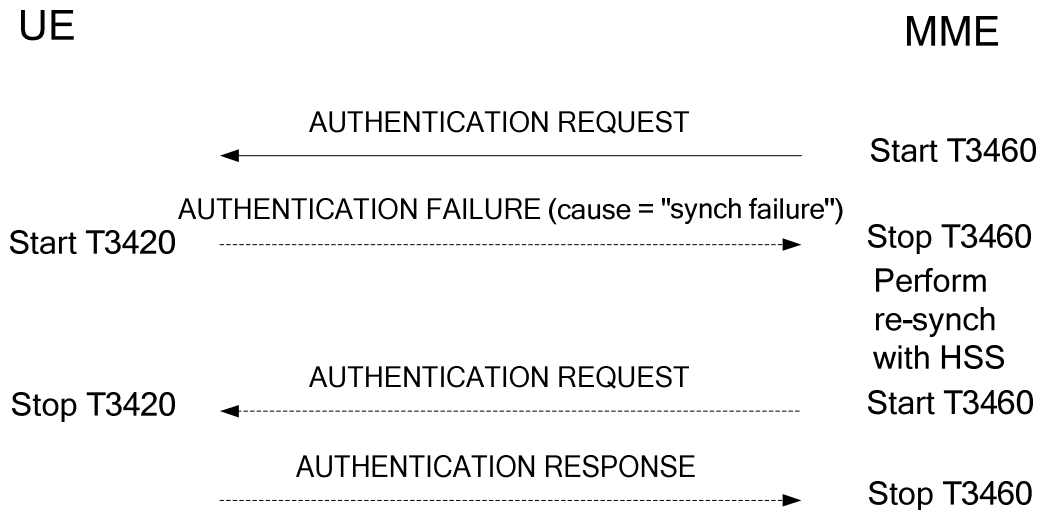 UE
MME
AUTHENTICATION REQUEST
Start T3460
AUTHENTICATION FAILURE (cause = "synch failure")
Start T3420
Stop T3460
Perform
re-synch
with HSS
AUTHENTICATION REQUEST
Stop T3420
Start T3460
AUTHENTICATION RESPONSE
Stop T3460